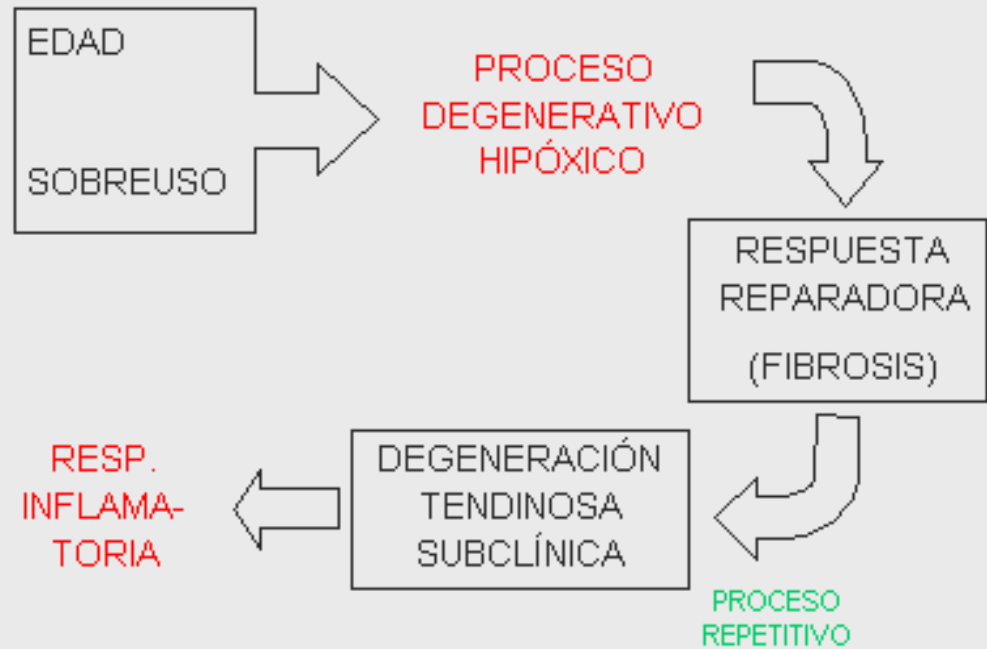 EDAD
SOBREUSO
PROCESO
DEGENERATIVO
HIPÓXICO
RESPUESTA
REPARADORA
(FIBROSIS)
PROCESO
REPETITIVO
DEGENERACIÓN
TENDINOSA
SUBCLÍNICA
RESP.
INFLAMA-
TORIA